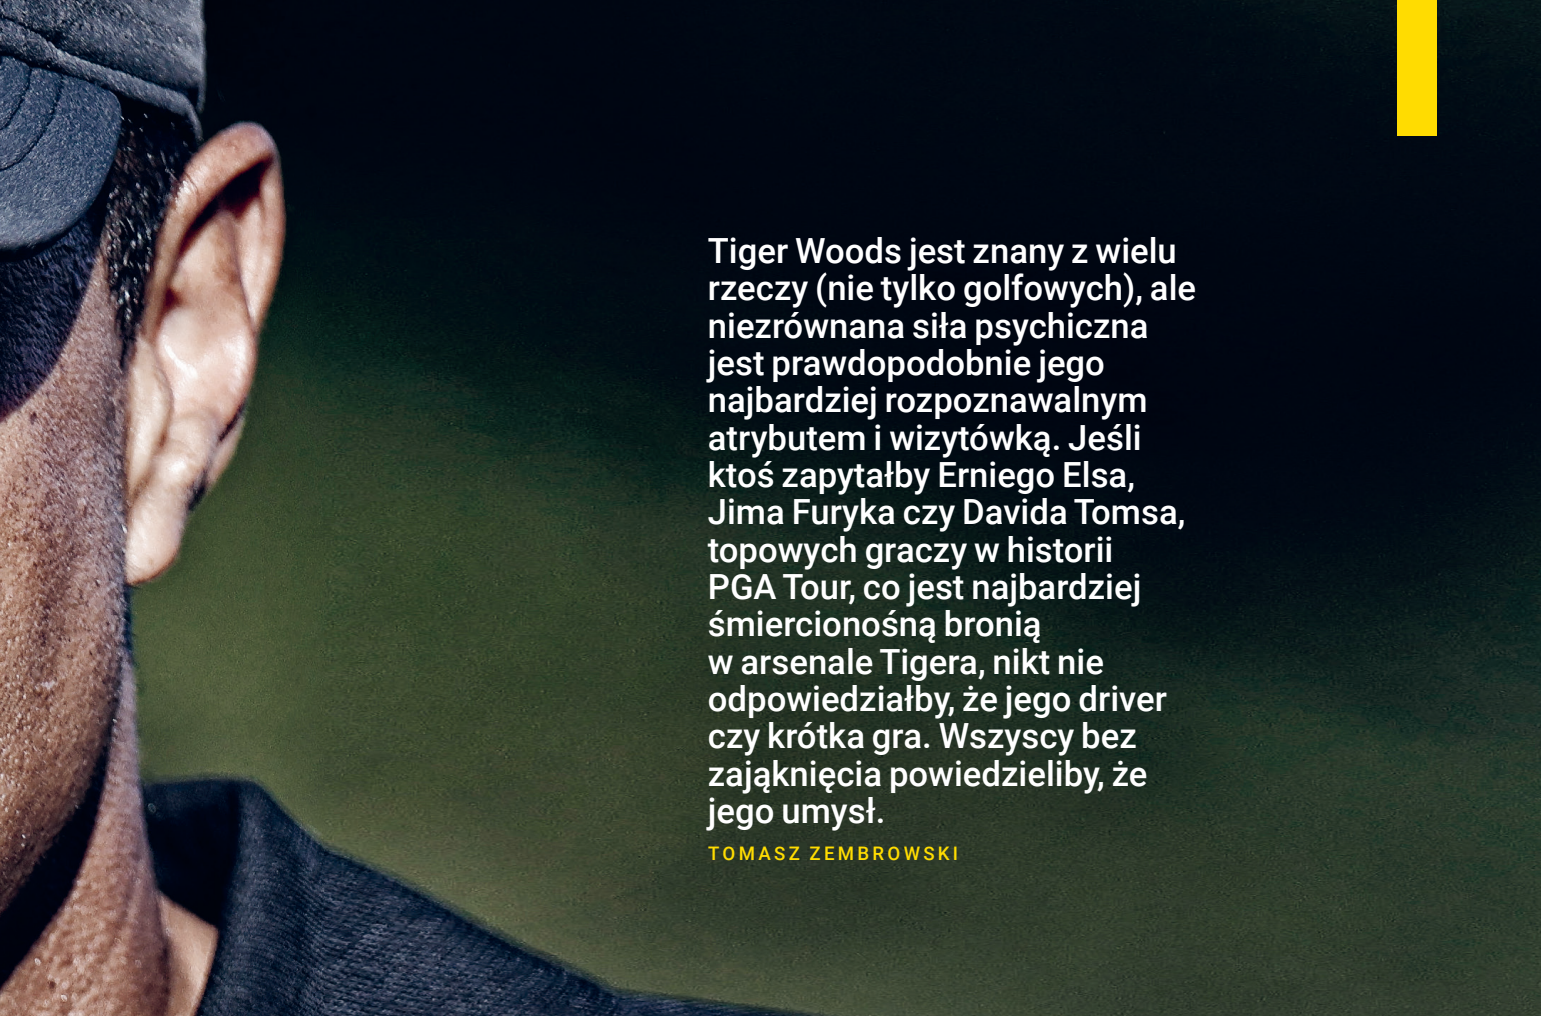 Tiger Woods jest znany z wielu
rzeczy (nie tylko golfowych), ale
niezrównana siła psychiczna
jest prawdopodobnie jego
najbardziej rozpoznawalnym
atrybutem i wizytówką. Jeśli
ktoś zapytałby Erniego Elsa,
Jima Furyka czy Davida Tomsa,
topowych graczy w historii
PGA Tour, co jest najbardziej
śmiercionośną bronią
w arsenale Tigera, nikt nie
odpowiedziałby, że jego driver
czy krótka gra. Wszyscy bez
zająknięcia powiedzieliby, że
jego umysł.
TOMASZ ZEMBROWSKI